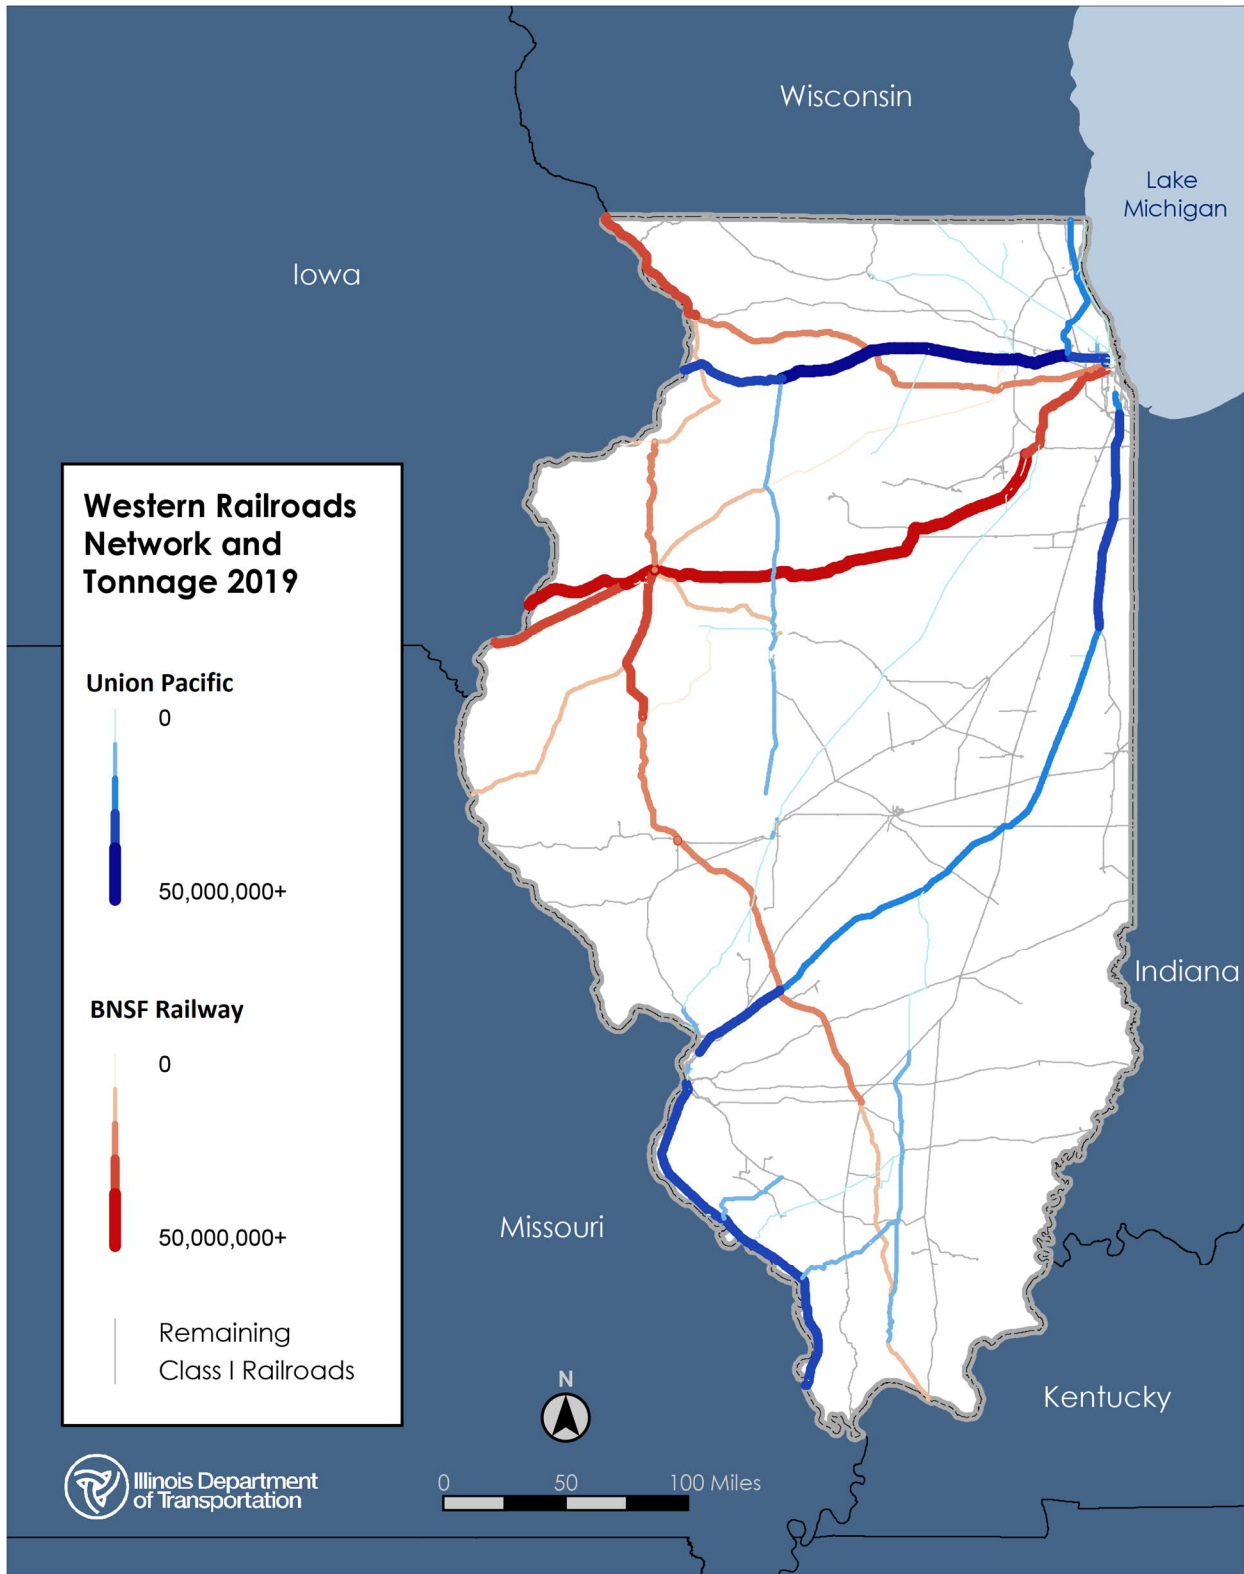 Wisconsin
Lake
Michigan
Iowa
Western Railroads
Network and
Tonnage 2019
Union Pacific
0
50,000,000+
BNSF Railway
0
50,000,000+
Remaining
Class I Railroads
Indiana
Missouri
Kentucky
N
0 50 100 Miles
Illinois Department
of Transportation